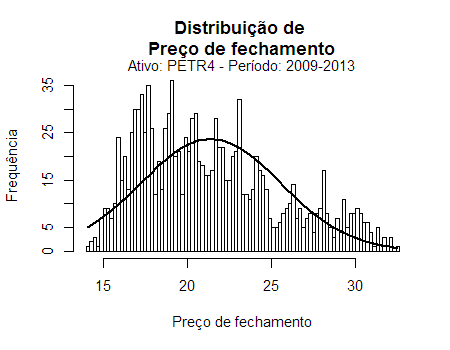 Distribuição de
Preço de fechamento
Ativo: PETR4 - Período: 2009-2013
Frequência
35
25
15
5
0
15
20
25
30
Preço de fechamento